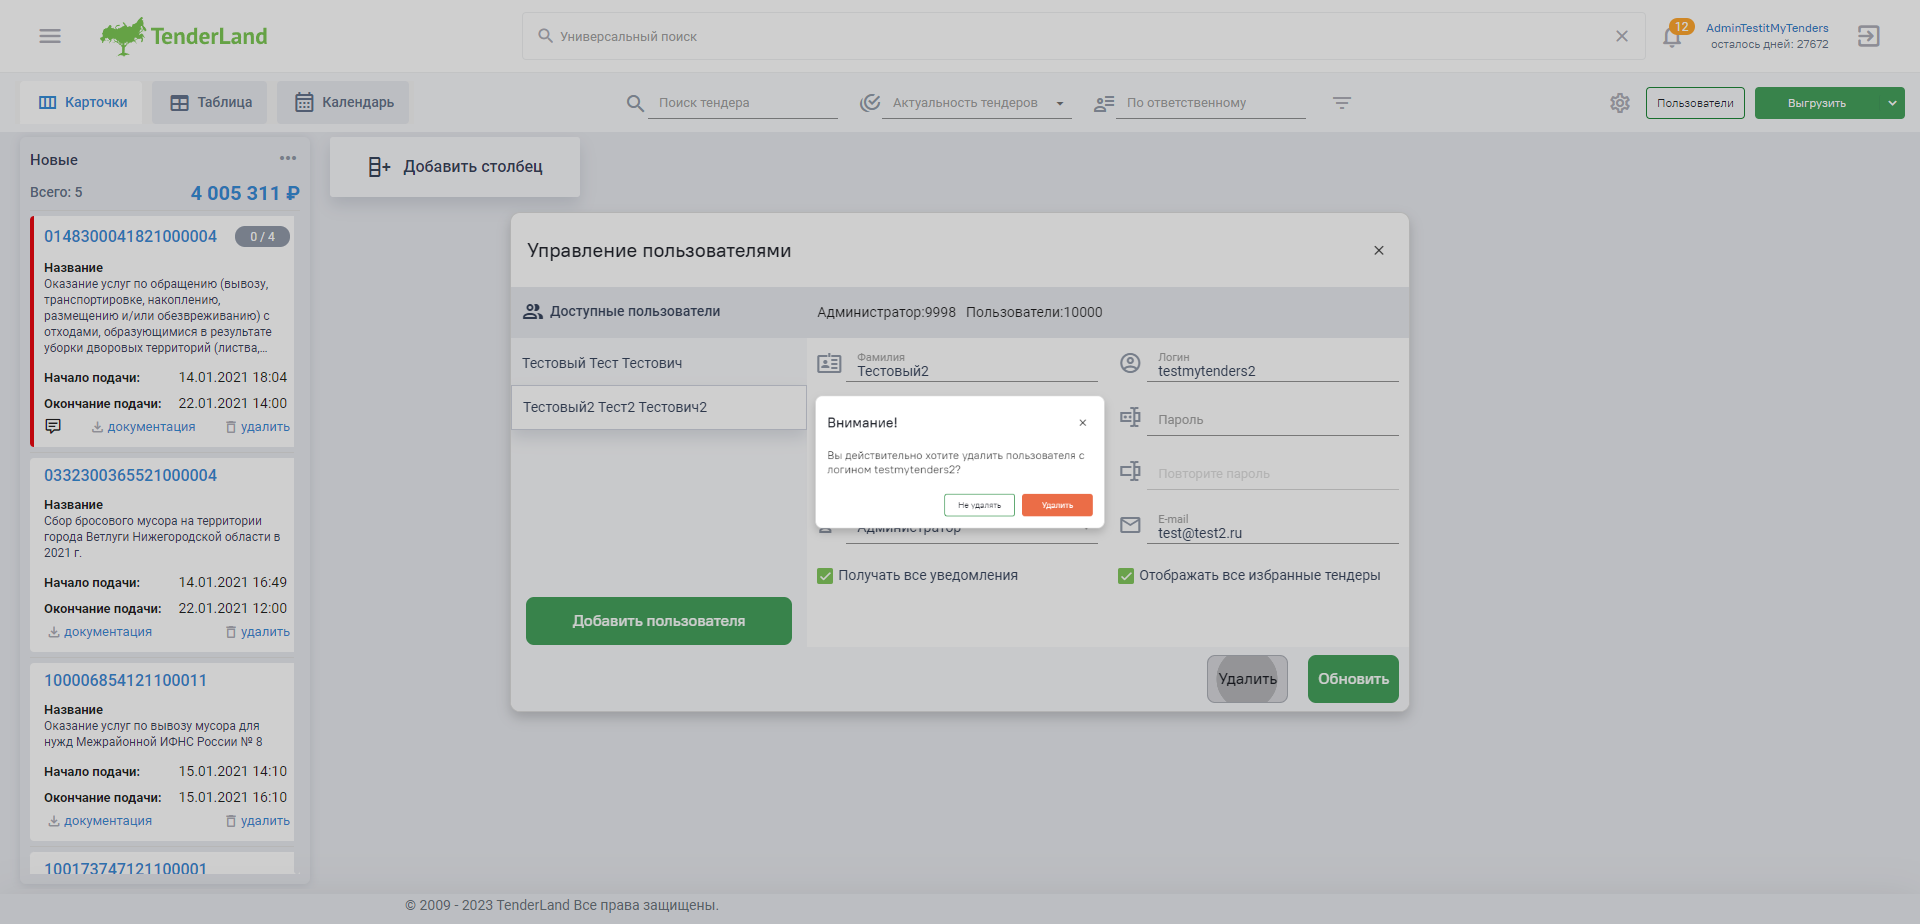 TenderLand
Универсальный поиск
12
AdminTestitMyTenders
осталось дней: 27672
Карточки
Таблица
Календарь
Поиск тендера
Актуальность тендеров
По ответственному
Пользователи
Выгрузить
Новые
Всего: 5
4 005 311 ₽
0148300041821000004
0 / 4
Название
Оказание услуг по обращению (вывозу,
транспортировке, накоплению,
размещению и/или обезвреживанию) с
отходами, образующимися в результате
уборки дворовых территорий (листва,...
Начало подачи: 14.01.2021 18:04
Окончание подачи: 22.01.2021 14:00
документация
удалить
0332300365521000004
Название
Сбор бросового мусора на территории
города Ветлуги Нижегородской области в
2021 г.
Начало подачи: 14.01.2021 16:49
Окончание подачи: 22.01.2021 12:00
документация
удалить
100006854121100011
Название
Оказание услуг по вывозу мусора для
нужд Межрайонной ИФНС России № 8
Начало подачи: 15.01.2021 14:10
Окончание подачи: 15.01.2021 16:10
документация
удалить
100173747121100001
Добавить столбец
Управление пользователями
Доступные пользователи
Администратор:9998 Пользователи:10000
Тестовый Тест Тестович
Тестовый2 Тест2 Тестович2
Добавить пользователя
Фамилия
Тестовый2
Логин
testmytenders2
Пароль
Повторите пароль
Внимание!
Вы действительно хотите удалить пользователя с
логином testmytenders2?
Не удалять
Удалить
Администратор
E-mail
test@test2.ru
Получать все уведомления
Отображать все избранные тендеры
Удалить
Обновить
© 2009 - 2023 TenderLand Все права защищены.